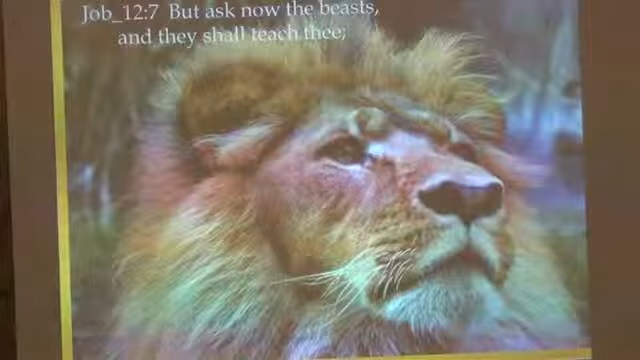 Job_12:7 But ask now the beasts,
and they shall teach thee;